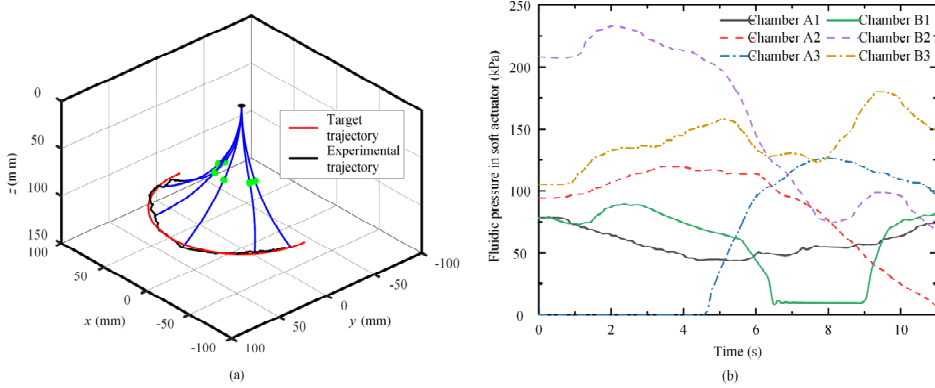 0
50
100
150
z (mm)
100
50
0
-50
-100
x (mm)
100
50
0
-50
-100
y (mm)
Target
trajectory
Experimental
trajectory
(a)
250
200
150
100
50
0
Fluidic pressure in soft actuator (kPa)
Chamber A1
Chamber B1
Chamber A2
Chamber B2
Chamber A3
Chamber B3
0
2
4
6
8
10
Time (s)
(b)